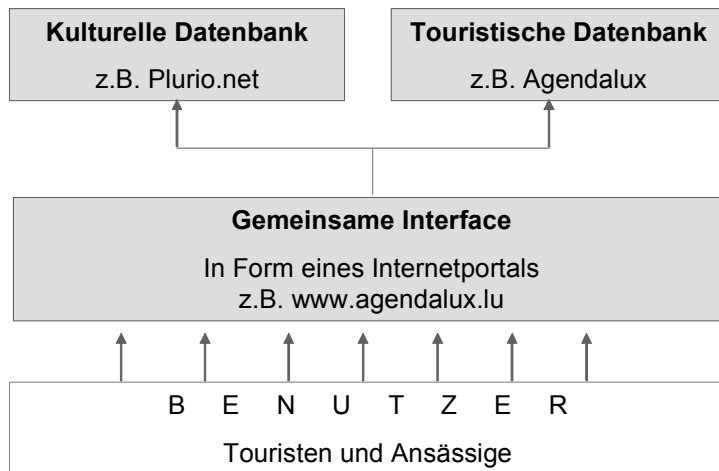 Kulturelle Datenbank
z.B. Plurio.net
Touristische Datenbank
z.B. Agendalux
Gemeinsame Interface
In Form eines Internetportals
z.B. www.agendalux.lu
B E N U T Z E R
Touristen und Ansässige